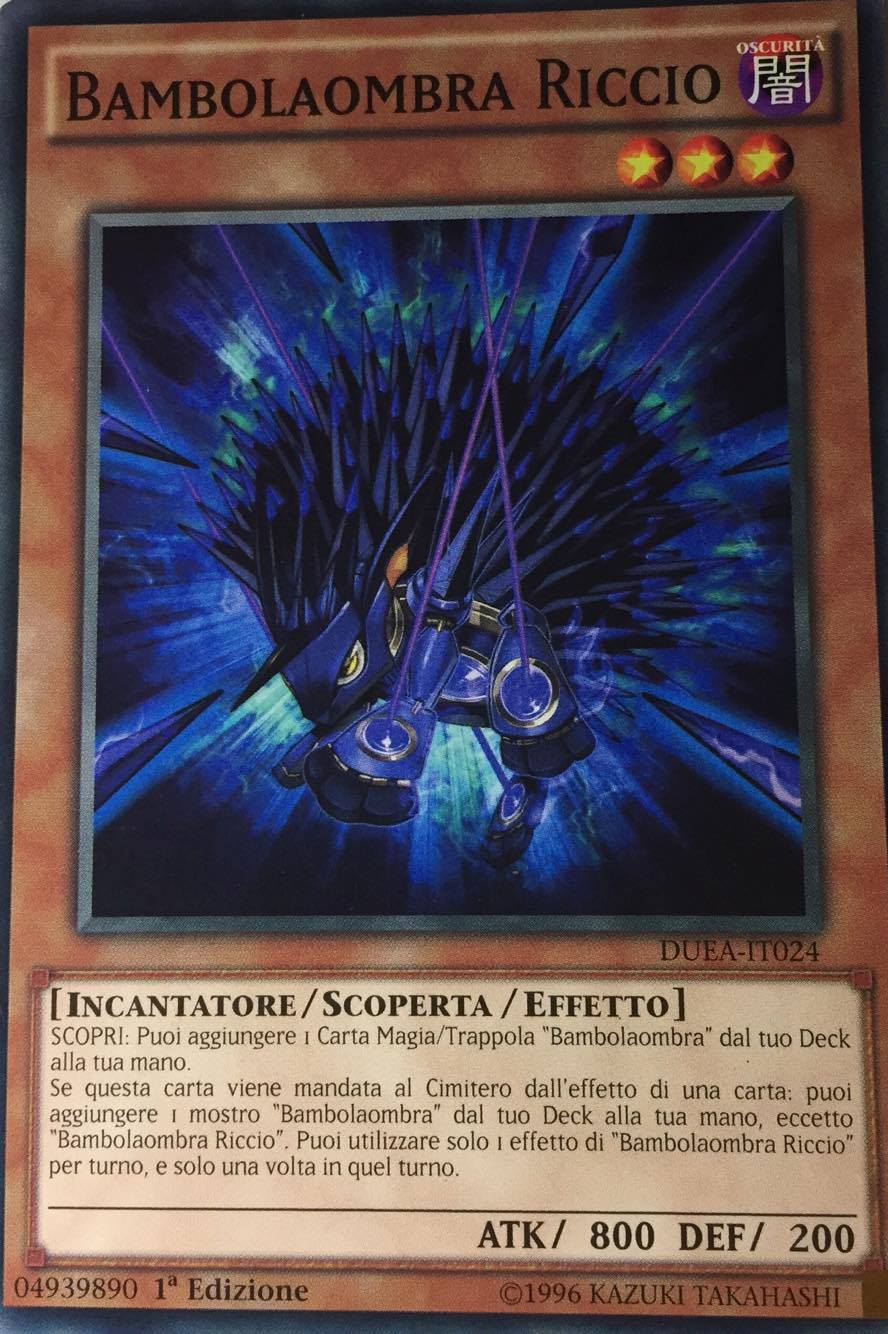 BAMBOLAOMBRA RICCIO
OSCURITÀ
闇
DUEA-IT024
[INCANTATORE/SCOPERTA /EFFETTO]
SCOPRI: Puoi aggiungere 1 Carta Magia/Trappola "Bambolaombra" dal tuo Deck
alla tua mano.
Se questa carta viene mandata al Cimitero dall'effetto di una carta: puoi
aggiungere 1 mostro "Bambolaombra" dal tuo Deck alla tua mano, eccetto
"Bambolaombra Riccio". Puoi utilizzare solo 1 effetto di "Bambolaombra Riccio"
per turno, e solo una volta in quel turno.
ATK/ 800 DEF/ 200
04939890 1ª Edizione ©1996 KAZUKI TAKAHASHI